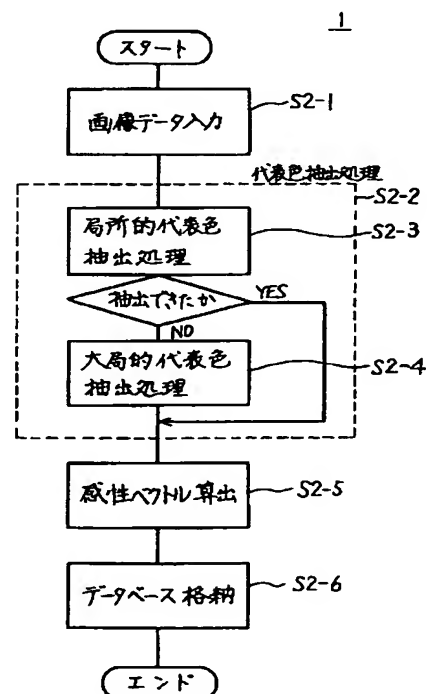 1
スタート
画像データ入力
S2-1
代表色抽出処理
S2-2
局所的代表色
抽出処理
S2-3
抽出できたか
YES
NO
大局的代表色
抽出処理
S2-4
感性ベクトル算出
S2-5
データベース格納
S2-6
エンド